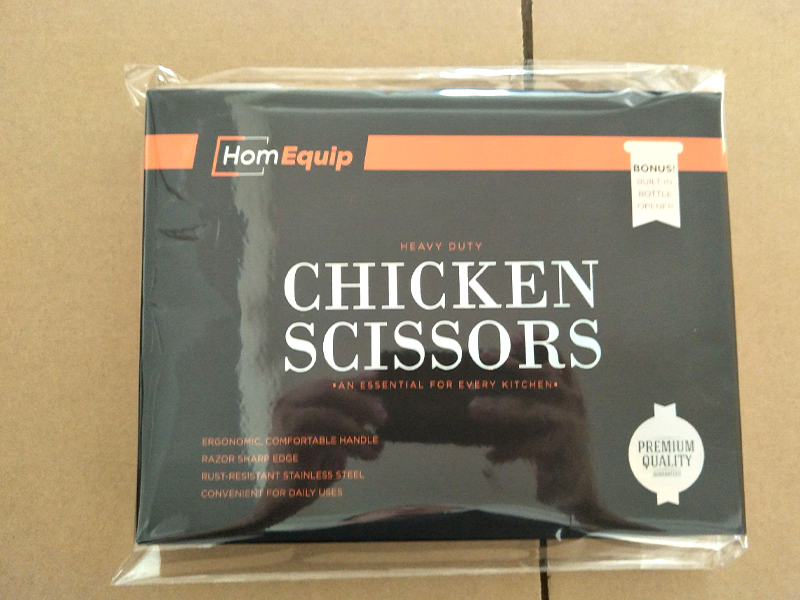 HomEquip
BONUS!
BUILT IN
BOTTLE
OPENER
HEAVY DUTY
CHICKEN
SCISSORS
•AN ESSENTIAL FOR EVERY KITCHEN•
ERGONOMIC, COMFORTABLE HANDLE
RAZOR SHARP EDGE
RUST-RESISTANT STAINLESS STEEL
CONVENIENT FOR DAILY USES
PREMIUM
QUALITY
GUARANTEED